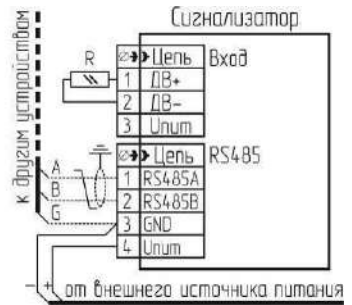 Сигнализатор
R
Цепь Вход
1 ДВ+
2 ДВ-
3 Uпит
Цепь RS485
A 1 RS485A
B 2 RS485B
G 3 GND
4 Uпит
к другим устройствам
- + от внешнего источника питания